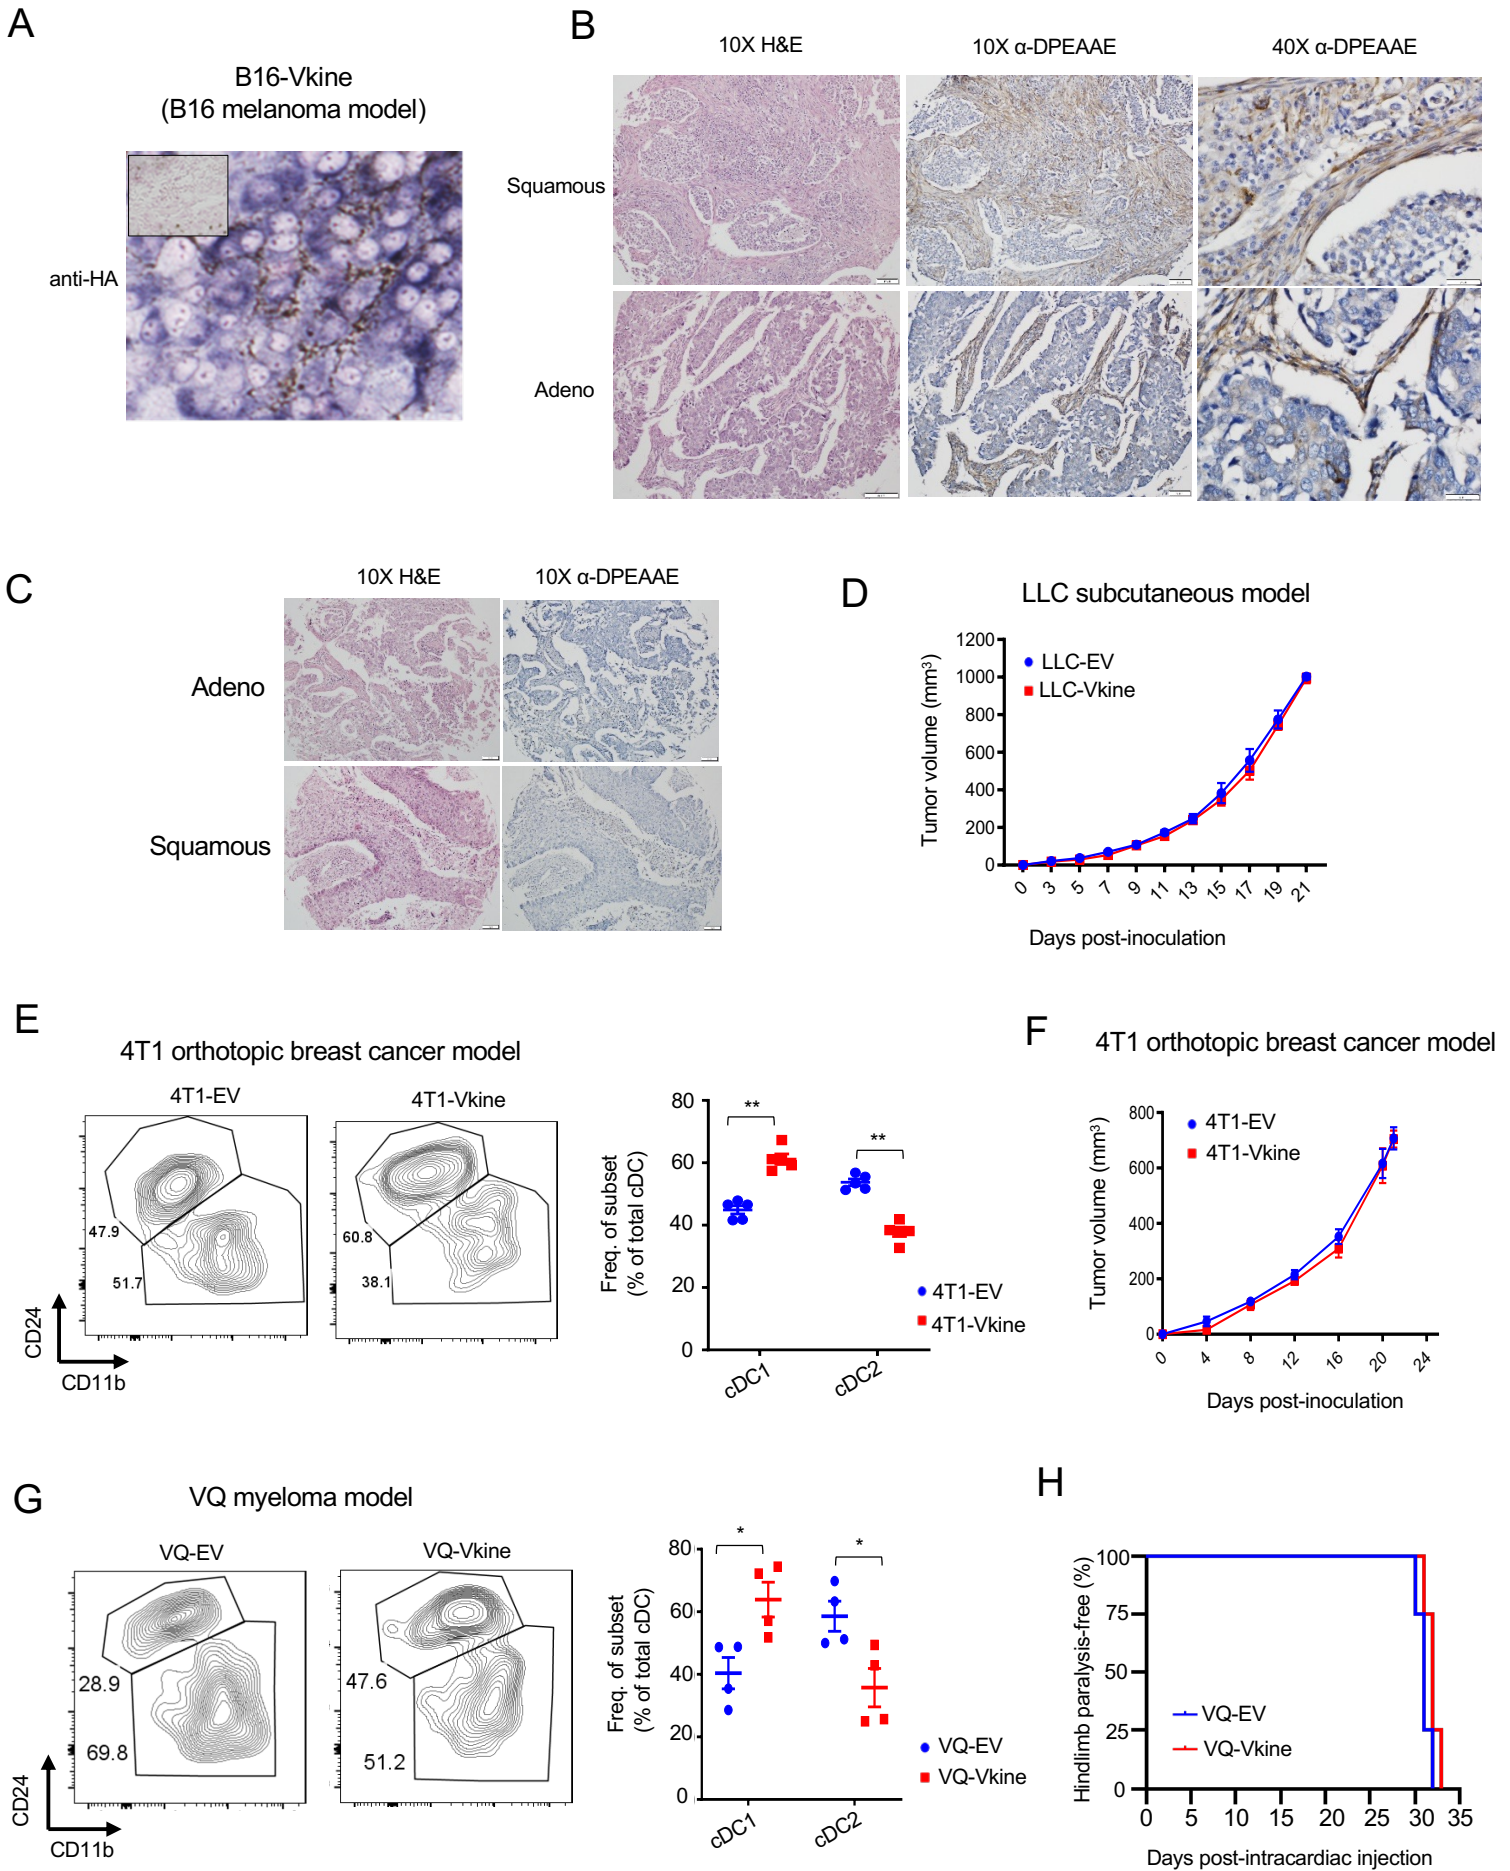 A
B16-Vkine
(B16 melanoma model)
anti-HA
B
10X H&E
10X α-DPEAAE
40X α-DPEAAE
Squamous
Adeno
C
10X H&E
10X α-DPEAAE
Adeno
Squamous
D
LLC subcutaneous model
Tumor volume (mm³)
1200
1000
800
600
400
200
0
LLC-EV
LLC-Vkine
0 3 5 7 9 11 13 15 17 19 21
Days post-inoculation
E
4T1 orthotopic breast cancer model
4T1-EV
47.9
51.7
4T1-Vkine
60.8
38.1
CD24
CD11b
Freq. of subset
(% of total cDC)
80
60
40
20
0
**
**
4T1-EV
4T1-Vkine
cDC1
cDC2
F
4T1 orthotopic breast cancer model
Tumor volume (mm³)
800
600
400
200
0
4T1-EV
4T1-Vkine
0 4 8 12 16 20 24
Days post-inoculation
G
VQ myeloma model
VQ-EV
28.9
69.8
VQ-Vkine
47.6
51.2
CD24
CD11b
Freq. of subset
(% of total cDC)
80
60
40
20
0
*
*
VQ-EV
VQ-Vkine
cDC1
cDC2
H
Hindlimb paralysis-free (%)
100
75
50
25
0
VQ-EV
VQ-Vkine
0 5 10 15 20 25 30 35
Days post-intracardiac injection